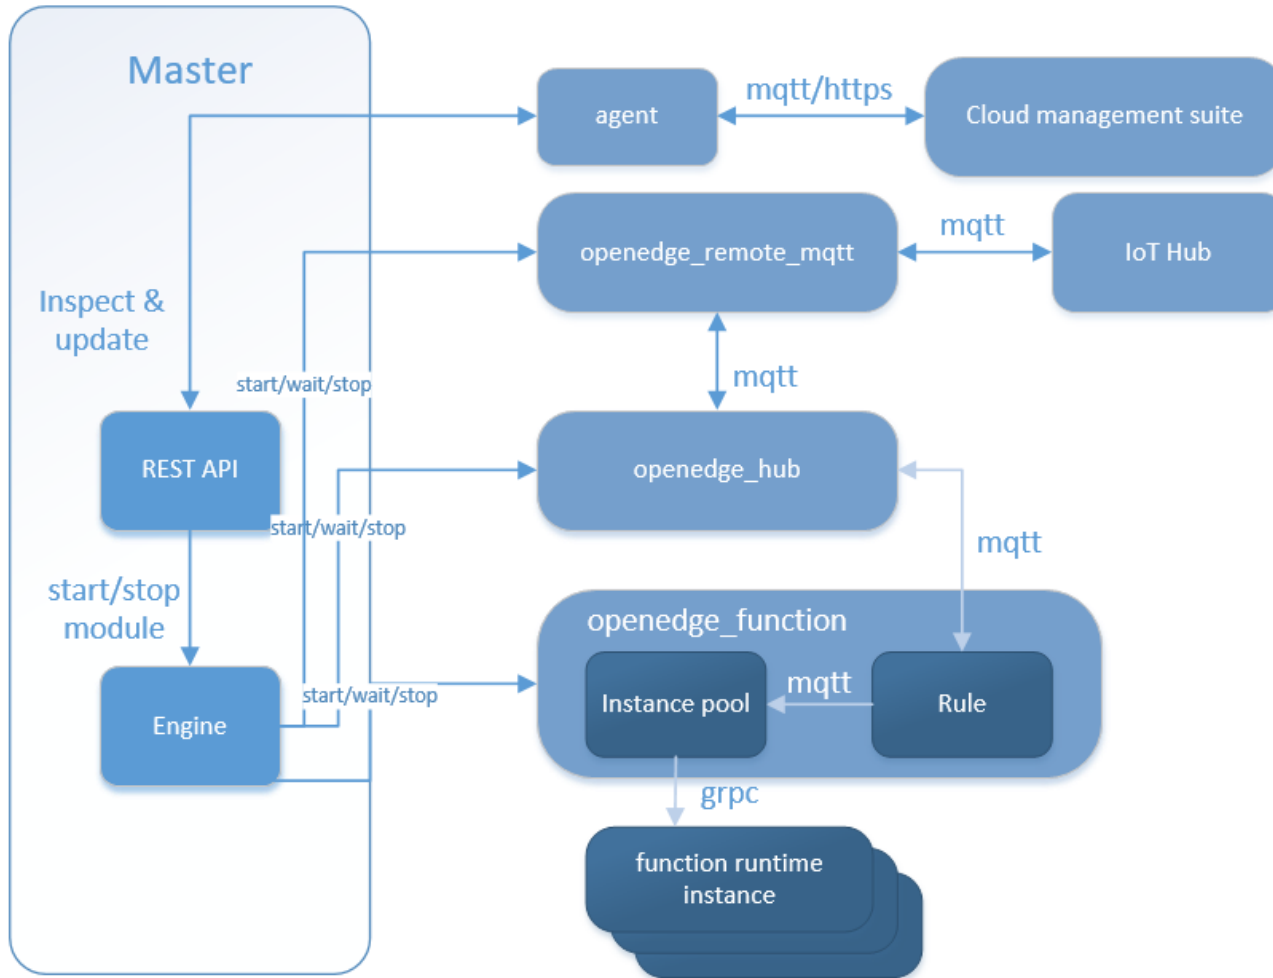 Master
agent
mqtt/https
Cloud management suite
openedge_remote_mqtt
mqtt
IoT Hub
Inspect &
update
start/wait/stop
mqtt
REST API
openedge_hub
start/wait/stop
mqtt
start/stop
module
openedge_function
start/wait/stop
Engine
Instance pool
mqtt
Rule
grpc
function runtime
instance